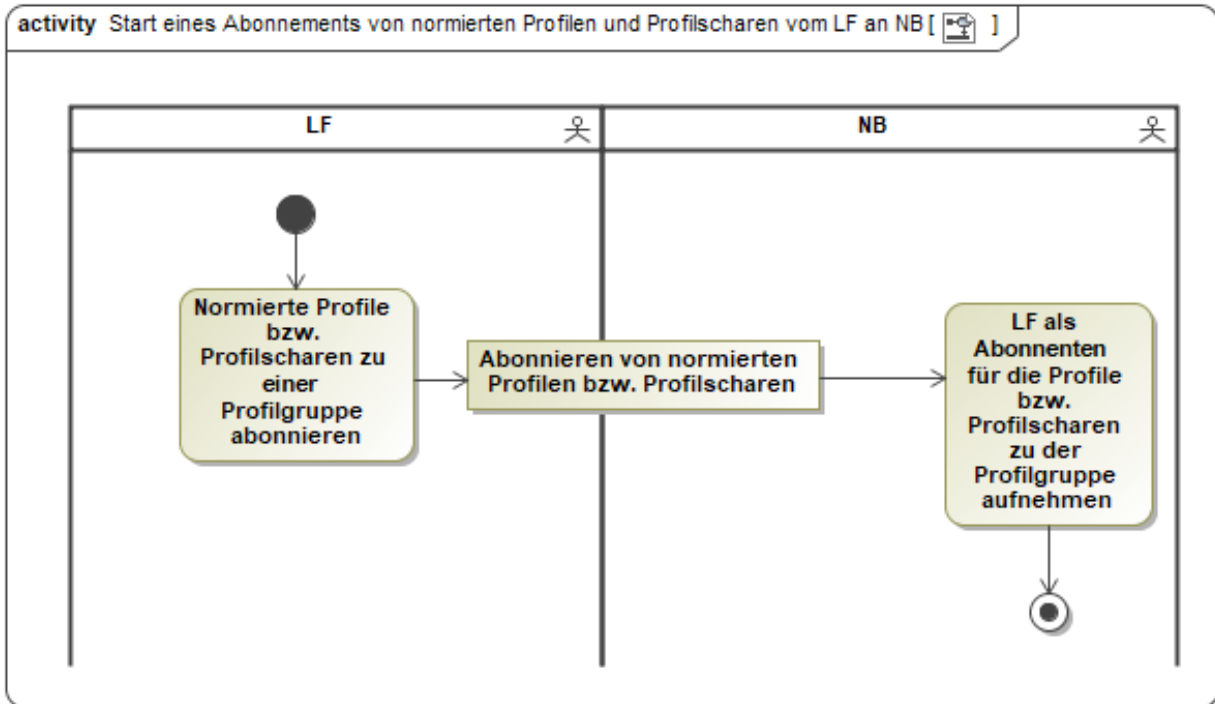 activity Start eines Abonnements von normierten Profilen und Profilscharen vom LF an NB [ ]
LF
NB
Normierte Profile
bzw.
Profilscharen zu
einer
Profilgruppe
abonnieren
Abonnieren von normierten
Profilen bzw. Profilscharen
LF als
Abonnenten
für die Profile
bzw.
Profilscharen
zu der
Profilgruppe
aufnehmen